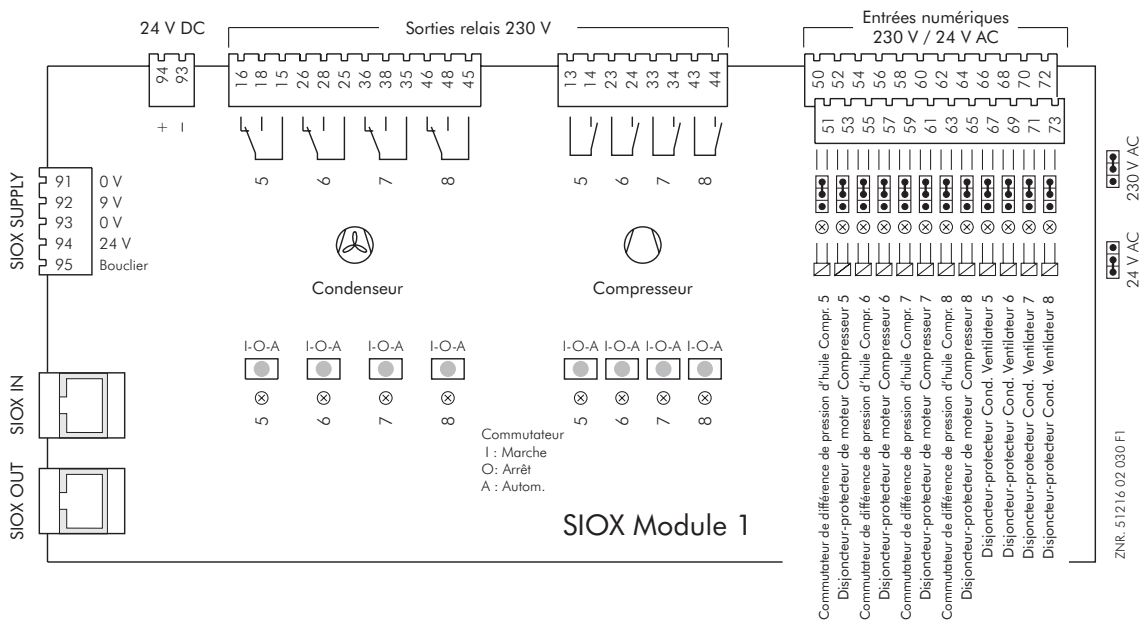 24 V DC
Sorties relais 230 V
Entrées numériques
230 V / 24 V AC
94 93
16 18 15 26 28 25 36 38 35 46 48 45
13 14 23 24 33 34 43 44
50 52 54 56 58 60 62 64 66 68 70 72
51 53 55 57 59 61 63 65 67 69 71 73
+ –
5 6 7 8
5 6 7 8
SIOX SUPPLY
91 0 V
92 9 V
93 0 V
94 24 V
95 Bouclier
230 V AC
24 V AC
Condenseur
Compresseur
I-O-A I-O-A I-O-A I-O-A
I-O-A I-O-A I-O-A I-O-A
5 6 7 8
5 6 7 8
SIOX IN
SIOX OUT
Commutateur
I : Marche
O: Arrêt
A : Autom.
SIOX Module 1
Commutateur de différence de pression d'huile Compr. 5
Disjoncteur-protecteur de moteur Compresseur 5
Commutateur de différence de pression d'huile Compr. 6
Disjoncteur-protecteur de moteur Compresseur 6
Commutateur de différence de pression d'huile Compr. 7
Disjoncteur-protecteur de moteur Compresseur 7
Commutateur de différence de pression d'huile Compr. 8
Disjoncteur-protecteur de moteur Compresseur 8
Disjoncteur-protecteur Cond. Ventilateur 5
Disjoncteur-protecteur Cond. Ventilateur 6
Disjoncteur-protecteur Cond. Ventilateur 7
Disjoncteur-protecteur Cond. Ventilateur 8
ZNR. 51216 02 030 F1